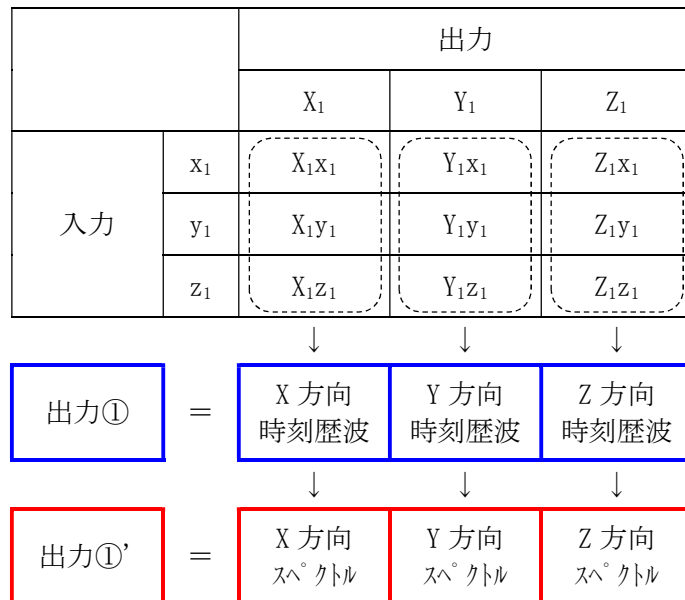 出力
X₁ Y₁ Z₁
x₁ X₁x₁ Y₁x₁ Z₁x₁
入力 y₁ X₁y₁ Y₁y₁ Z₁y₁
z₁ X₁z₁ Y₁z₁ Z₁z₁
↓ ↓ ↓
出力① = X 方向 Y 方向 Z 方向
時刻歴波 時刻歴波 時刻歴波
↓ ↓ ↓
出力①’ = X 方向 Y 方向 Z 方向
スペクトル スペクトル スペクトル